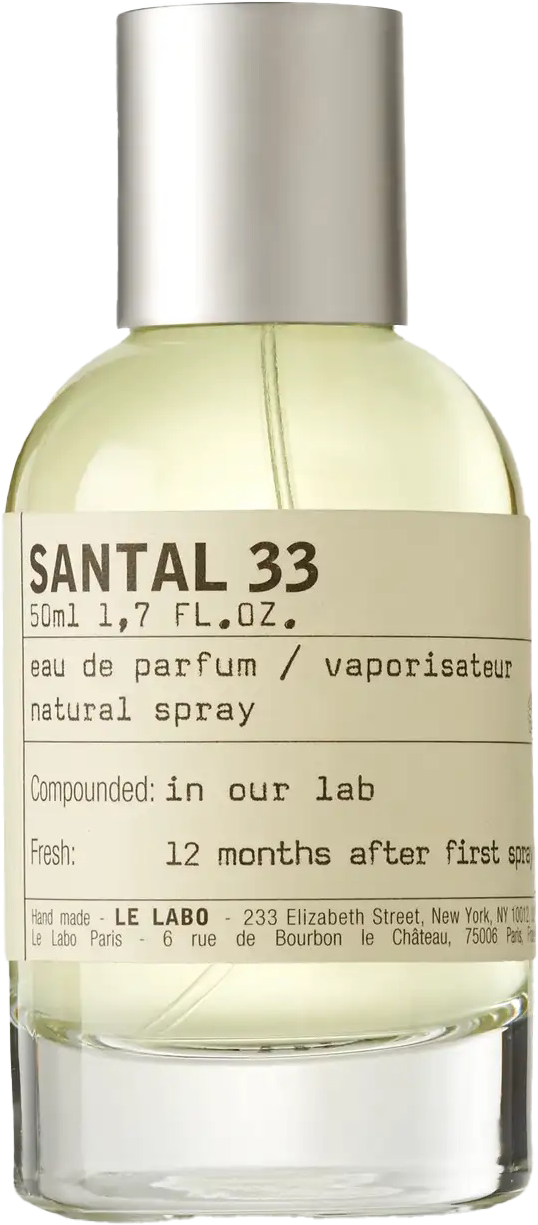 SANTAL 33
50ml 1,7 FL.OZ.
eau de parfum / vaporisateur
natural spray
Compounded: in our lab
Fresh: 12 months after first spray
Hand made - LE LABO - 233 Elizabeth Street, New York, NY 10012
Le Labo Paris - 6 rue de Bourbon le Château, 75006 Paris,